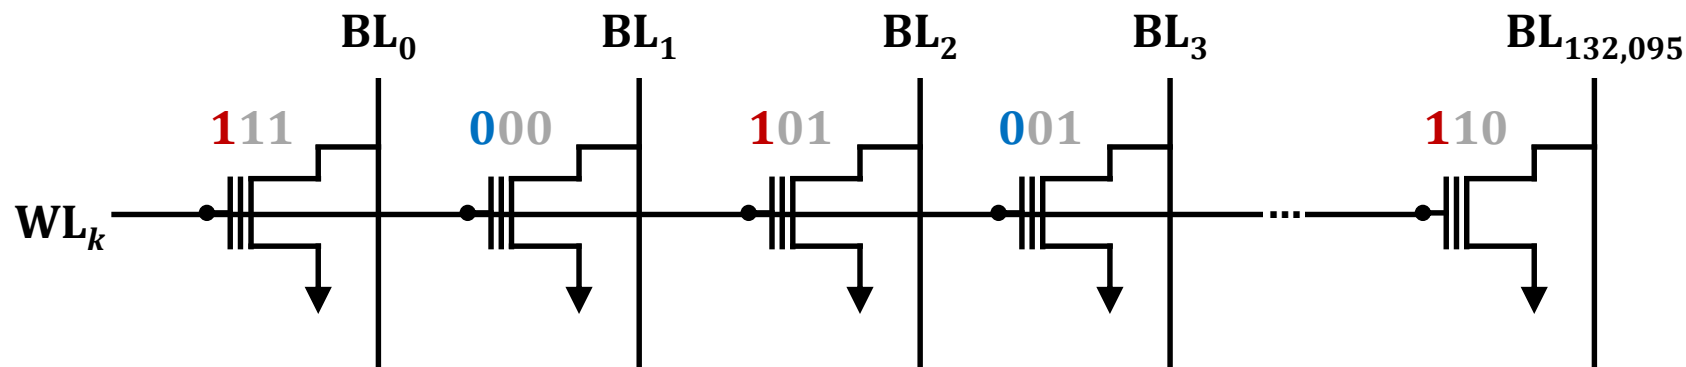 BL₀ BL₁ BL₂ BL₃ BL₁₃₂,₀₉₅
111 000 101 001 110
WLₖ ...